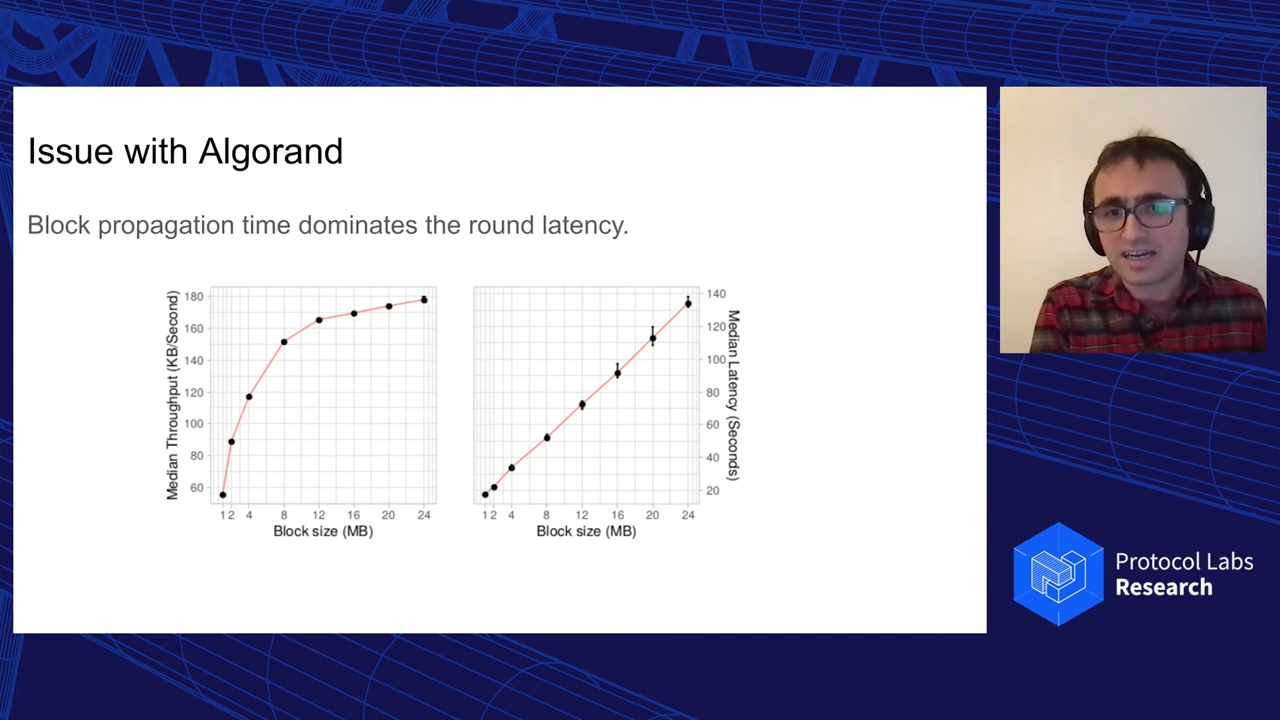 Issue with Algorand
Block propagation time dominates the round latency.
Median Throughput (KB/Second)
180
160
140
120
100
80
60
1 2 4 8 12 16 20 24
Block size (MB)
140
120
100
80
60
40
20
Median Latency (Seconds)
1 2 4 8 12 16 20 24
Block size (MB)
Protocol Labs
Research